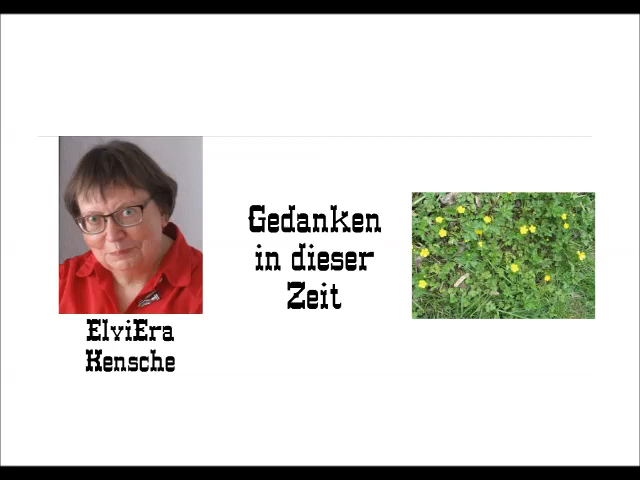 Gedanken
in dieser
Zeit
ElviEra
Kensche